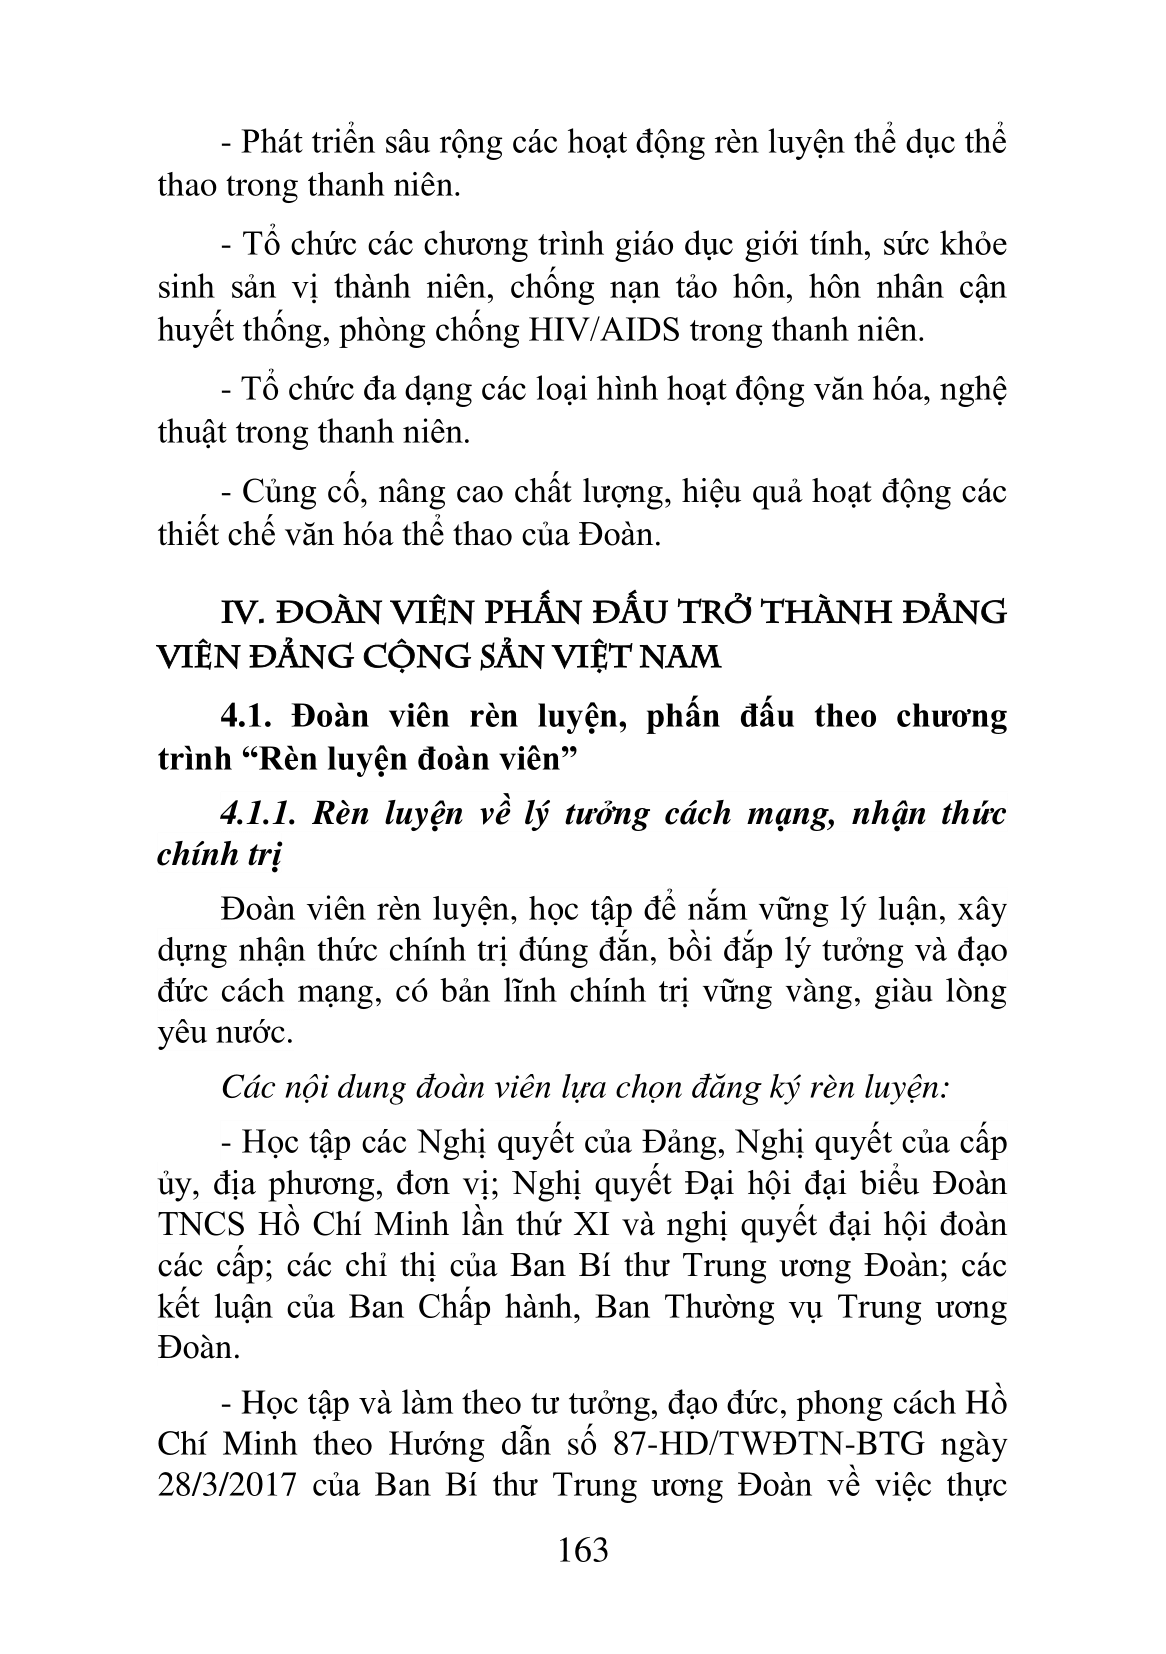 - Phát triển sâu rộng các hoạt động rèn luyện thể dục thể
thao trong thanh niên.
- Tổ chức các chương trình giáo dục giới tính, sức khỏe
sinh sản vị thành niên, chống nạn tảo hôn, hôn nhân cận
huyết thống, phòng chống HIV/AIDS trong thanh niên.
- Tổ chức đa dạng các loại hình hoạt động văn hóa, nghệ
thuật trong thanh niên.
- Củng cố, nâng cao chất lượng, hiệu quả hoạt động các
thiết chế văn hóa thể thao của Đoàn.
IV. ĐOÀN VIÊN PHẤN ĐẤU TRỞ THÀNH ĐẢNG
VIÊN ĐẢNG CỘNG SẢN VIỆT NAM
4.1. Đoàn viên rèn luyện, phấn đấu theo chương
trình “Rèn luyện đoàn viên”
4.1.1. Rèn luyện về lý tưởng cách mạng, nhận thức
chính trị
Đoàn viên rèn luyện, học tập để nắm vững lý luận, xây
dựng nhận thức chính trị đúng đắn, bồi đắp lý tưởng và đạo
đức cách mạng, có bản lĩnh chính trị vững vàng, giàu lòng
yêu nước.
Các nội dung đoàn viên lựa chọn đăng ký rèn luyện:
- Học tập các Nghị quyết của Đảng, Nghị quyết của cấp
ủy, địa phương, đơn vị; Nghị quyết Đại hội đại biểu Đoàn
TNCS Hồ Chí Minh lần thứ XI và nghị quyết đại hội đoàn
các cấp; các chỉ thị của Ban Bí thư Trung ương Đoàn; các
kết luận của Ban Chấp hành, Ban Thường vụ Trung ương
Đoàn.
- Học tập và làm theo tư tưởng, đạo đức, phong cách Hồ
Chí Minh theo Hướng dẫn số 87-HD/TWĐTN-BTG ngày
28/3/2017 của Ban Bí thư Trung ương Đoàn về việc thực
163